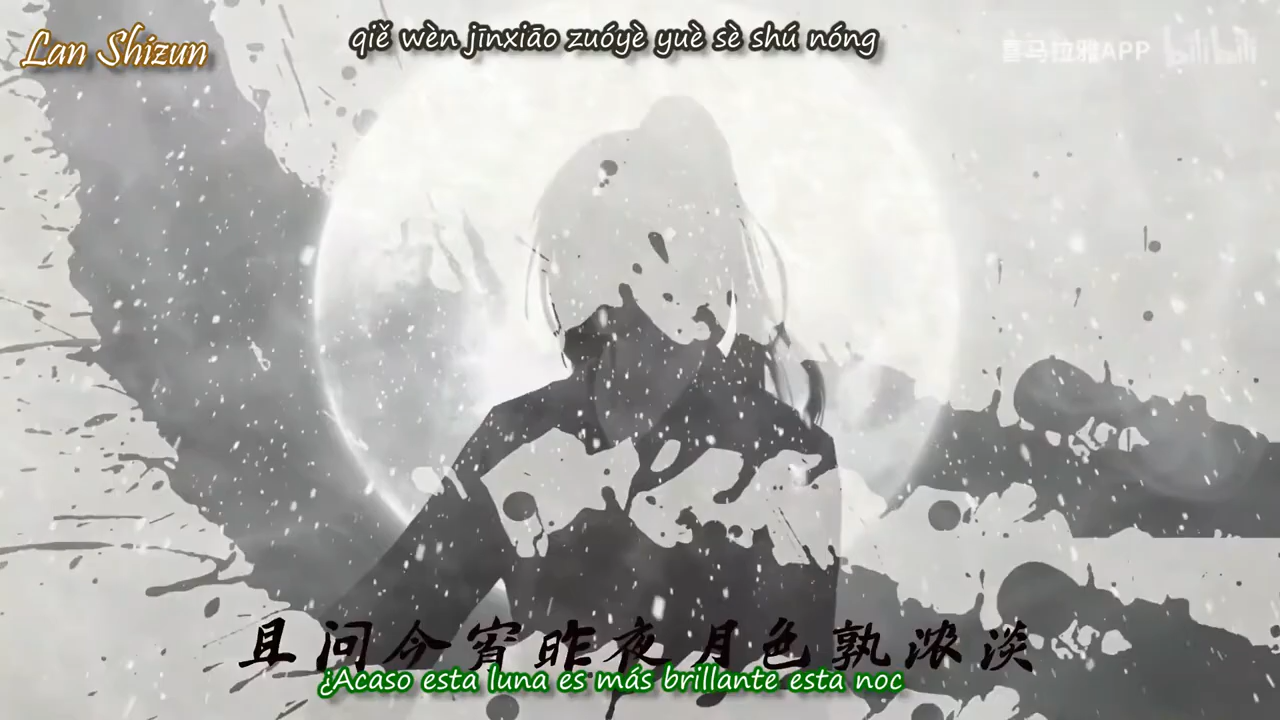 Lan Shizun
qiě wèn jīnxiāo zuóyè yuè sè shú nóng
喜马拉雅APP bilibili
且问今宵昨夜月色孰浓淡
¿Acaso esta luna es más brillante esta noc